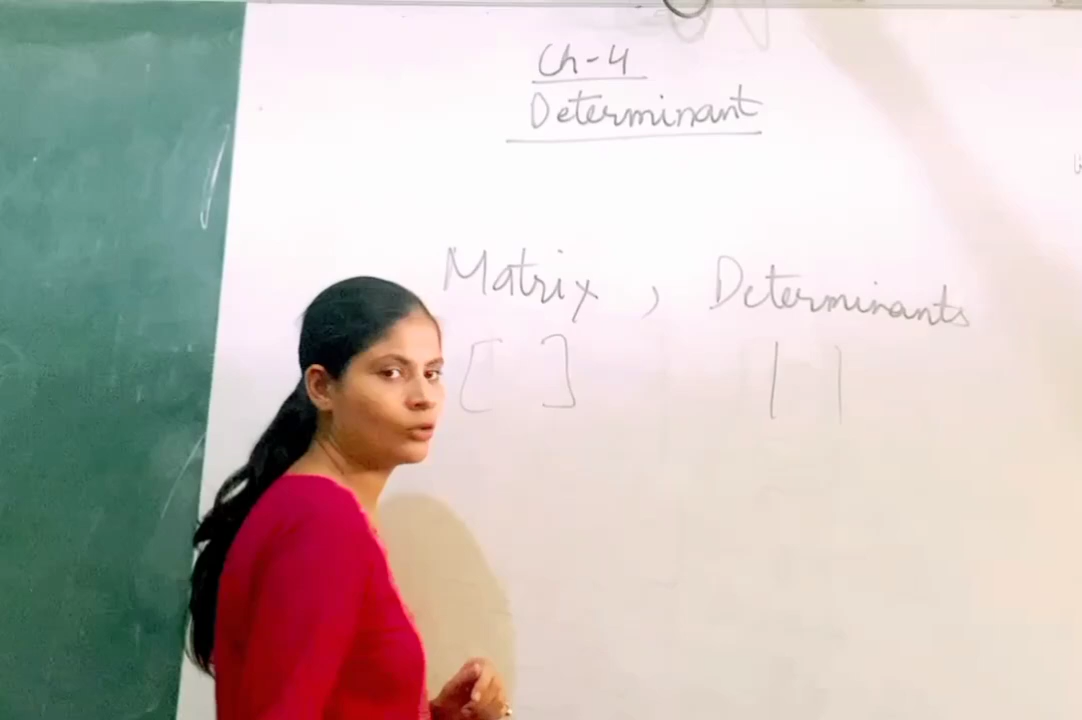 Ch-4
Determinant
Matrix , Determinants
[ ] | |